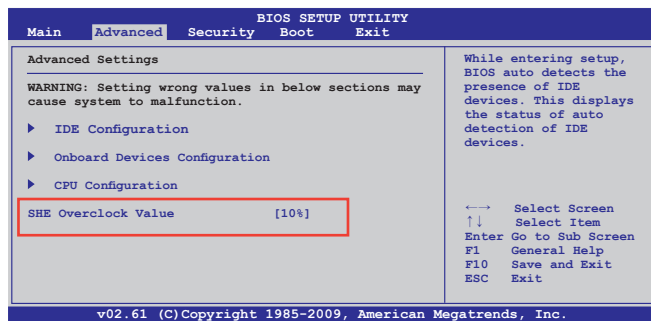 BIOS SETUP UTILITY
Main Advanced Security Boot Exit
Advanced Settings
WARNING: Setting wrong values in below sections may
cause system to malfunction.
IDE Configuration
Onboard Devices Configuration
CPU Configuration
SHE Overclock Value [10%]
While entering setup,
BIOS auto detects the
presence of IDE
devices. This displays
the status of auto
detection of IDE
devices.
←→ Select Screen
↑↓ Select Item
Enter Go to Sub Screen
F1 General Help
F10 Save and Exit
ESC Exit
v02.61 (C)Copyright 1985-2009, American Megatrends, Inc.